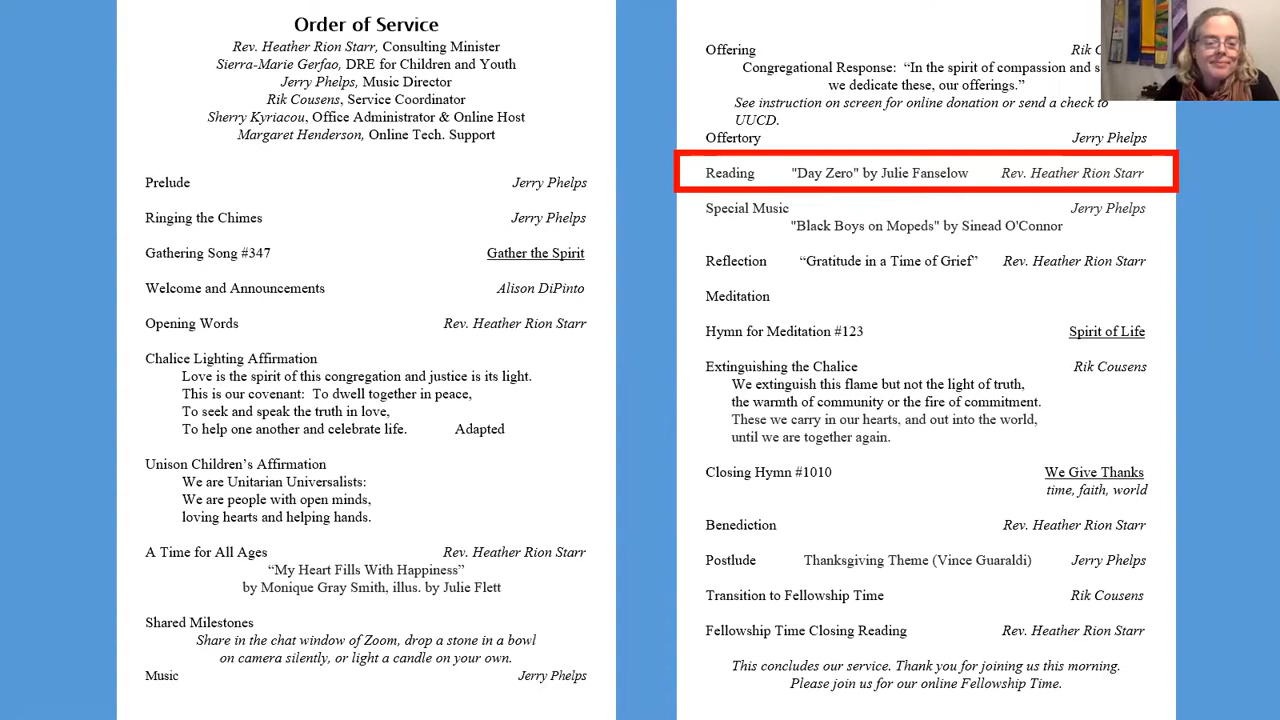 Order of Service
Rev. Heather Rion Starr, Consulting Minister
Sierra-Marie Gerfao, DRE for Children and Youth
Jerry Phelps, Music Director
Rik Cousens, Service Coordinator
Sherry Kyriacou, Office Administrator & Online Host
Margaret Henderson, Online Tech. Support
Prelude Jerry Phelps
Ringing the Chimes Jerry Phelps
Gathering Song #347 Gather the Spirit
Welcome and Announcements Alison DiPinto
Opening Words Rev. Heather Rion Starr
Chalice Lighting Affirmation
Love is the spirit of this congregation and justice is its light.
This is our covenant: To dwell together in peace,
To seek and speak the truth in love,
To help one another and celebrate life. Adapted
Unison Children’s Affirmation
We are Unitarian Universalists:
We are people with open minds,
loving hearts and helping hands.
A Time for All Ages Rev. Heather Rion Starr
“My Heart Fills With Happiness”
by Monique Gray Smith, illus. by Julie Flett
Shared Milestones
Share in the chat window of Zoom, drop a stone in a bowl
on camera silently, or light a candle on your own.
Music Jerry Phelps
Offering Rik
Congregational Response: “In the spirit of compassion and
we dedicate these, our offerings.”
See instruction on screen for online donation or send a check to
UUCD.
Offertory Jerry Phelps
Reading "Day Zero" by Julie Fanselow Rev. Heather Rion Starr
Special Music Jerry Phelps
"Black Boys on Mopeds" by Sinead O'Connor
Reflection “Gratitude in a Time of Grief” Rev. Heather Rion Starr
Meditation
Hymn for Meditation #123 Spirit of Life
Extinguishing the Chalice Rik Cousens
We extinguish this flame but not the light of truth,
the warmth of community or the fire of commitment.
These we carry in our hearts, and out into the world,
until we are together again.
Closing Hymn #1010 We Give Thanks
time, faith, world
Benediction Rev. Heather Rion Starr
Postlude Thanksgiving Theme (Vince Guaraldi) Jerry Phelps
Transition to Fellowship Time Rik Cousens
Fellowship Time Closing Reading Rev. Heather Rion Starr
This concludes our service. Thank you for joining us this morning.
Please join us for our online Fellowship Time.